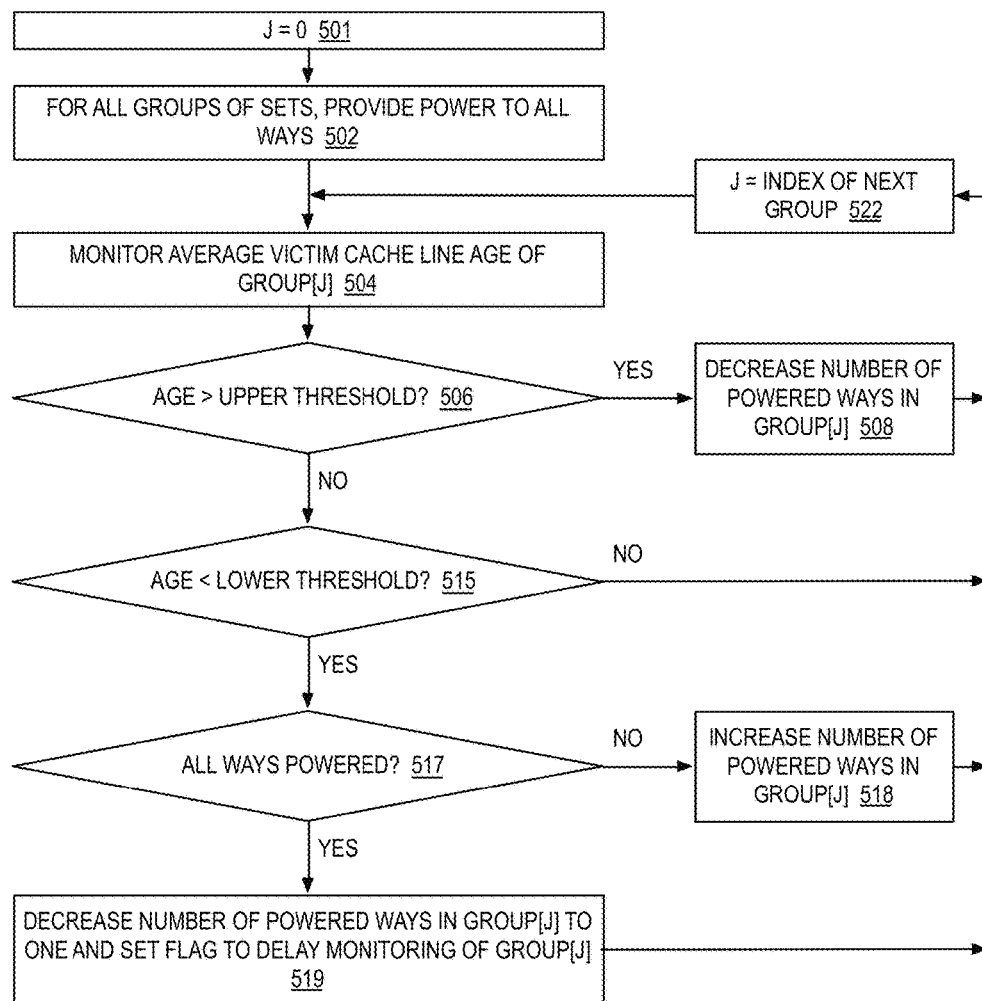 J = 0 501
FOR ALL GROUPS OF SETS, PROVIDE POWER TO ALL
WAYS 502
J = INDEX OF NEXT
GROUP 522
MONITOR AVERAGE VICTIM CACHE LINE AGE OF
GROUP[J] 504
AGE > UPPER THRESHOLD? 506
YES
DECREASE NUMBER OF
POWERED WAYS IN
GROUP[J] 508
NO
AGE < LOWER THRESHOLD? 515
NO
YES
ALL WAYS POWERED? 517
NO
INCREASE NUMBER OF
POWERED WAYS IN
GROUP[J] 518
YES
DECREASE NUMBER OF POWERED WAYS IN GROUP[J] TO
ONE AND SET FLAG TO DELAY MONITORING OF GROUP[J]
519